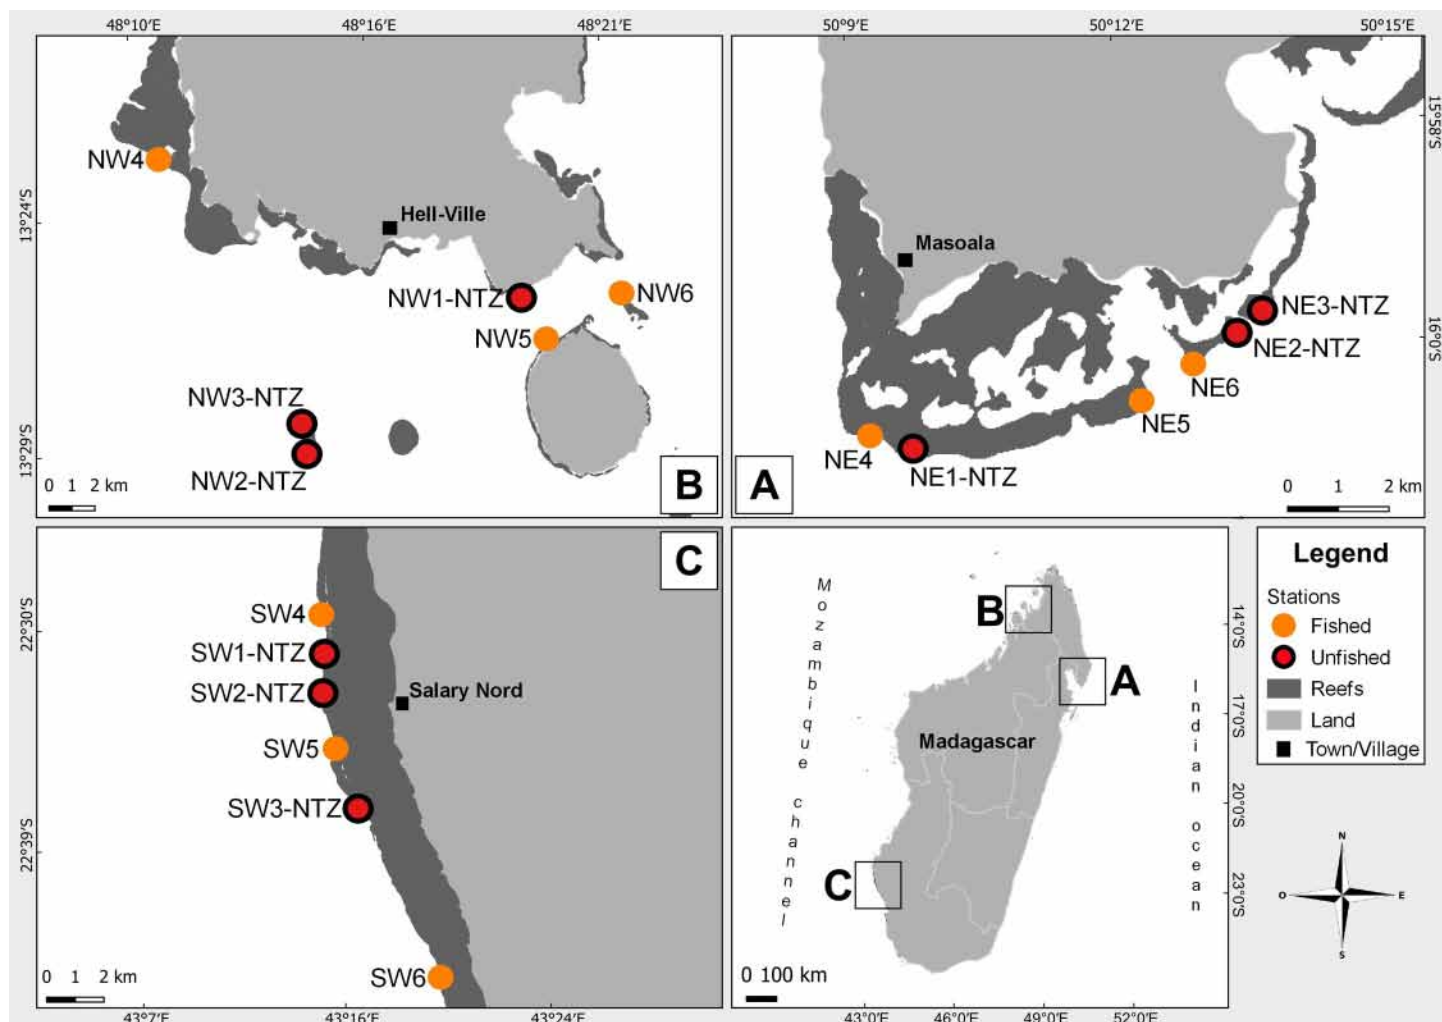 48°10'E 48°16'E 48°21'E
50°9'E 50°12'E 50°15'E
13°24'S
13°29'S
NW4
Hell-Ville
NW1-NTZ
NW6
NW5
NW3-NTZ
NW2-NTZ
0 1 2 km
B
15°58'S
16°0'S
Masoala
NE3-NTZ
NE2-NTZ
NE6
NE5
NE4
NE1-NTZ
A
0 1 2 km
C
22°30'S
22°39'S
SW4
SW1-NTZ
SW2-NTZ
Salary Nord
SW5
SW3-NTZ
SW6
0 1 2 km
43°7'E 43°16'E 43°24'E
Mozambique channel
B
A
Madagascar
C
Indian ocean
14°0'S
17°0'S
20°0'S
23°0'S
0 100 km
43°0'E 46°0'E 49°0'E 52°0'E
Legend
Stations
Fished
Unfished
Reefs
Land
Town/Village
N
O E
S